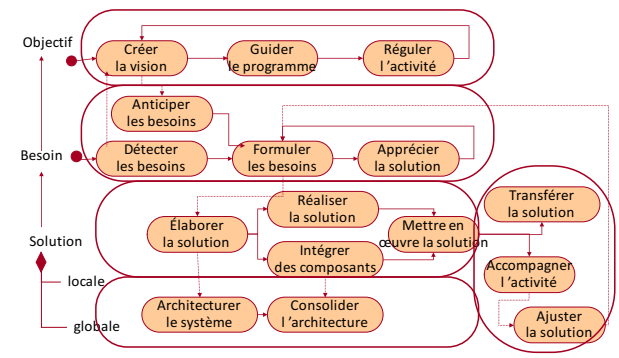 Objectif
Créer
la vision
Guider
le programme
Réguler
l ’activité
Anticiper
les besoins
Besoin
Détecter
les besoins
Formuler
les besoins
Apprécier
la solution
Réaliser
la solution
Transférer
la solution
Solution
Élaborer
la solution
Mettre en
œuvre la solution
Intégrer
des composants
Accompagner
l ’activité
locale
globale
Architecturer
le système
Consolider
l ’architecture
Ajuster
la solution